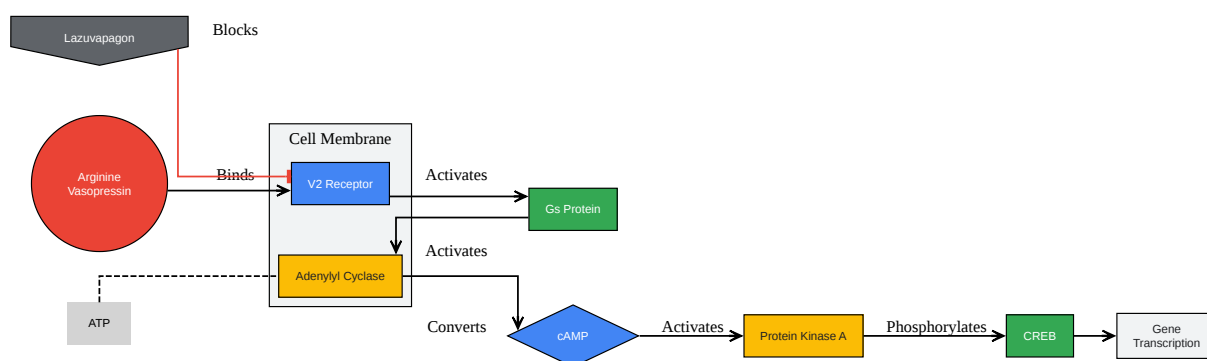 Lazuvapagon
Blocks
Cell Membrane
Arginine
Vasopressin
Binds
V2 Receptor
Activates
Gs Protein
Activates
Adenylyl Cyclase
ATP
Converts
cAMP
Activates
Protein Kinase A
Phosphorylates
CREB
Gene
Transcription